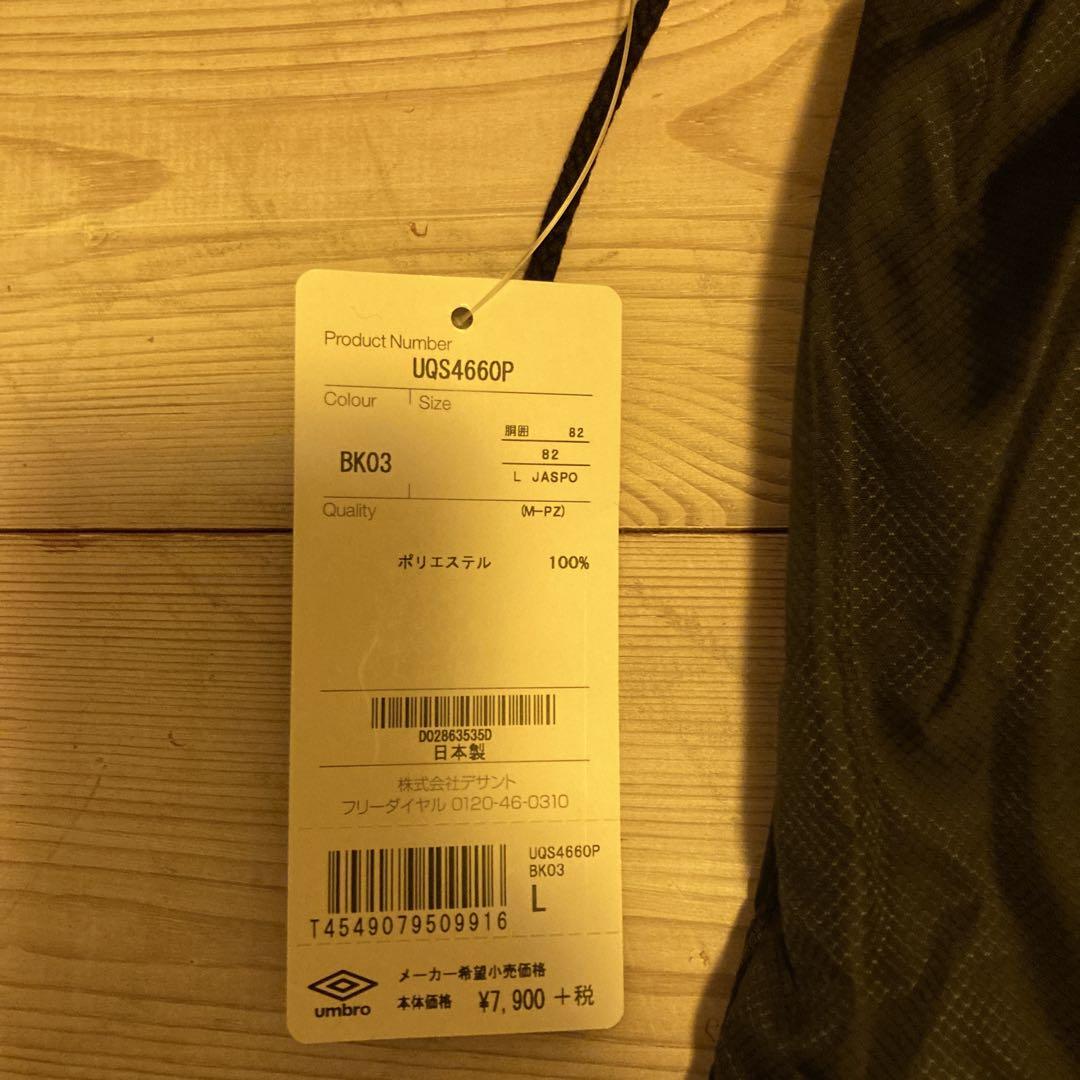 Product Number
UQS4660P
Colour Size
胴囲 82
BK03
82
L JASPO
Quality (M-PZ)
ポリエステル 100%
D02863535D
日本製
株式会社デサント
フリーダイヤル 0120-46-0310
UQS4660P
BK03
L
T4549079509916
umbro
メーカー希望小売価格
本体価格 ¥7,900 +税